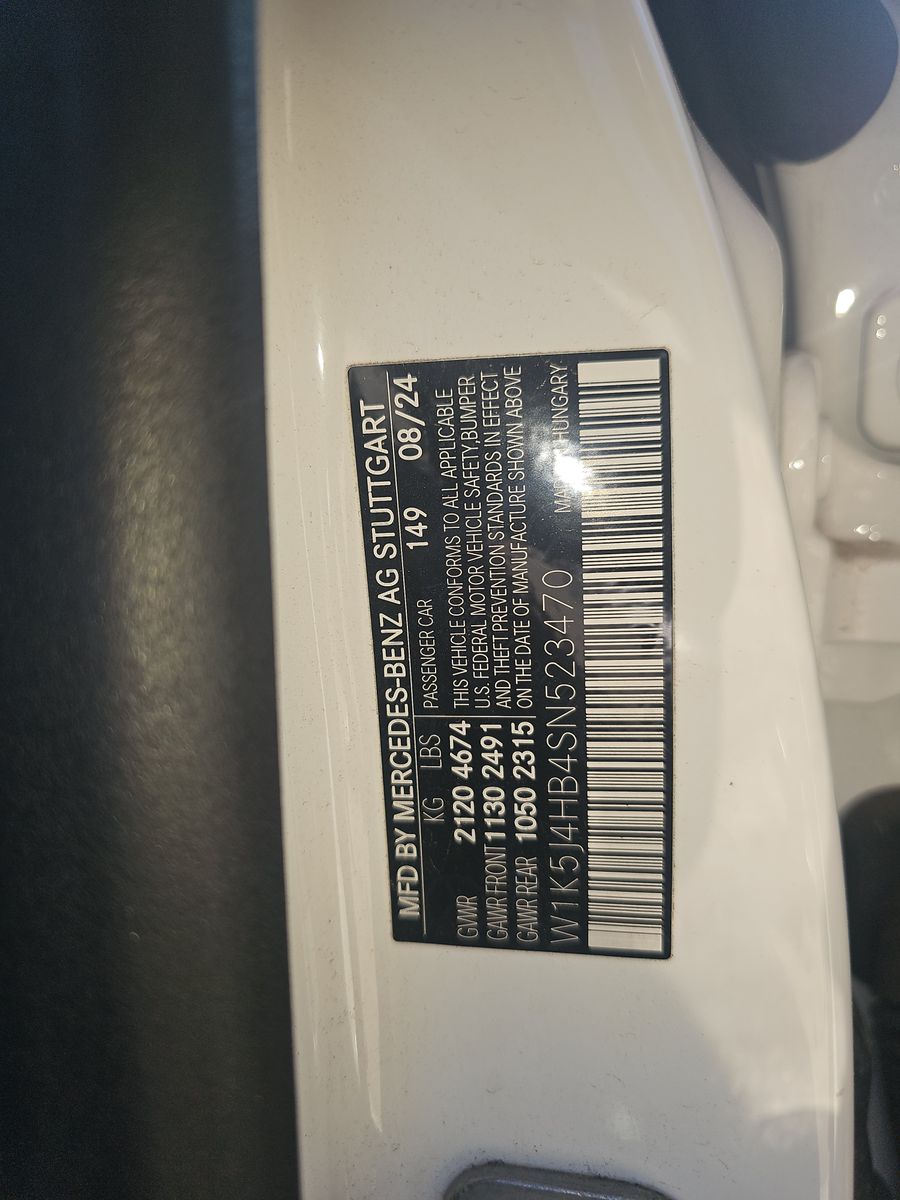 MFD BY MERCEDES-BENZ AG STUTTGART
KG LBS PASSENGER CAR 149 08/24
GWR 2120 4674 THIS VEHICLE CONFORMS TO ALL APPLICABLE
GAWR FRONT 1130 2491 U.S. FEDERAL MOTOR VEHICLE SAFETY,BUMPER
GAWR REAR 1050 2315 AND THEFT PREVENTION STANDARDS IN EFFECT
ON THE DATE OF MANUFACTURE SHOWN ABOVE
W1K5J4HB4SN523470 HUNGARY